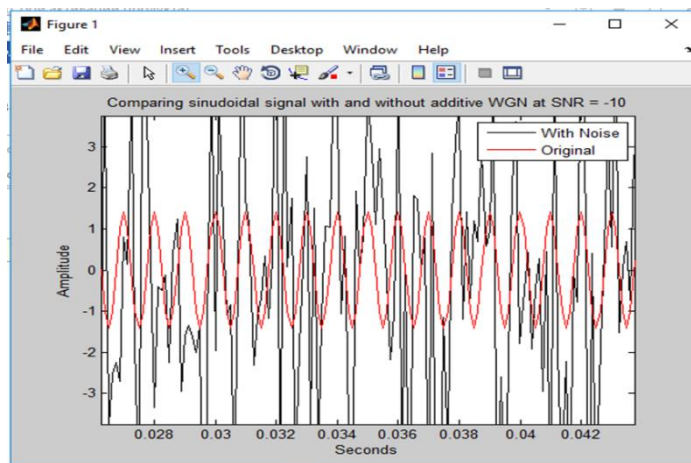 Figure 1
File Edit View Insert Tools Desktop Window Help
Comparing sinudoidal signal with and without additive WGN at SNR = -10
With Noise
Original
Amplitude
3
2
1
0
-1
-2
-3
0.028 0.03 0.032 0.034 0.036 0.038 0.04 0.042
Seconds